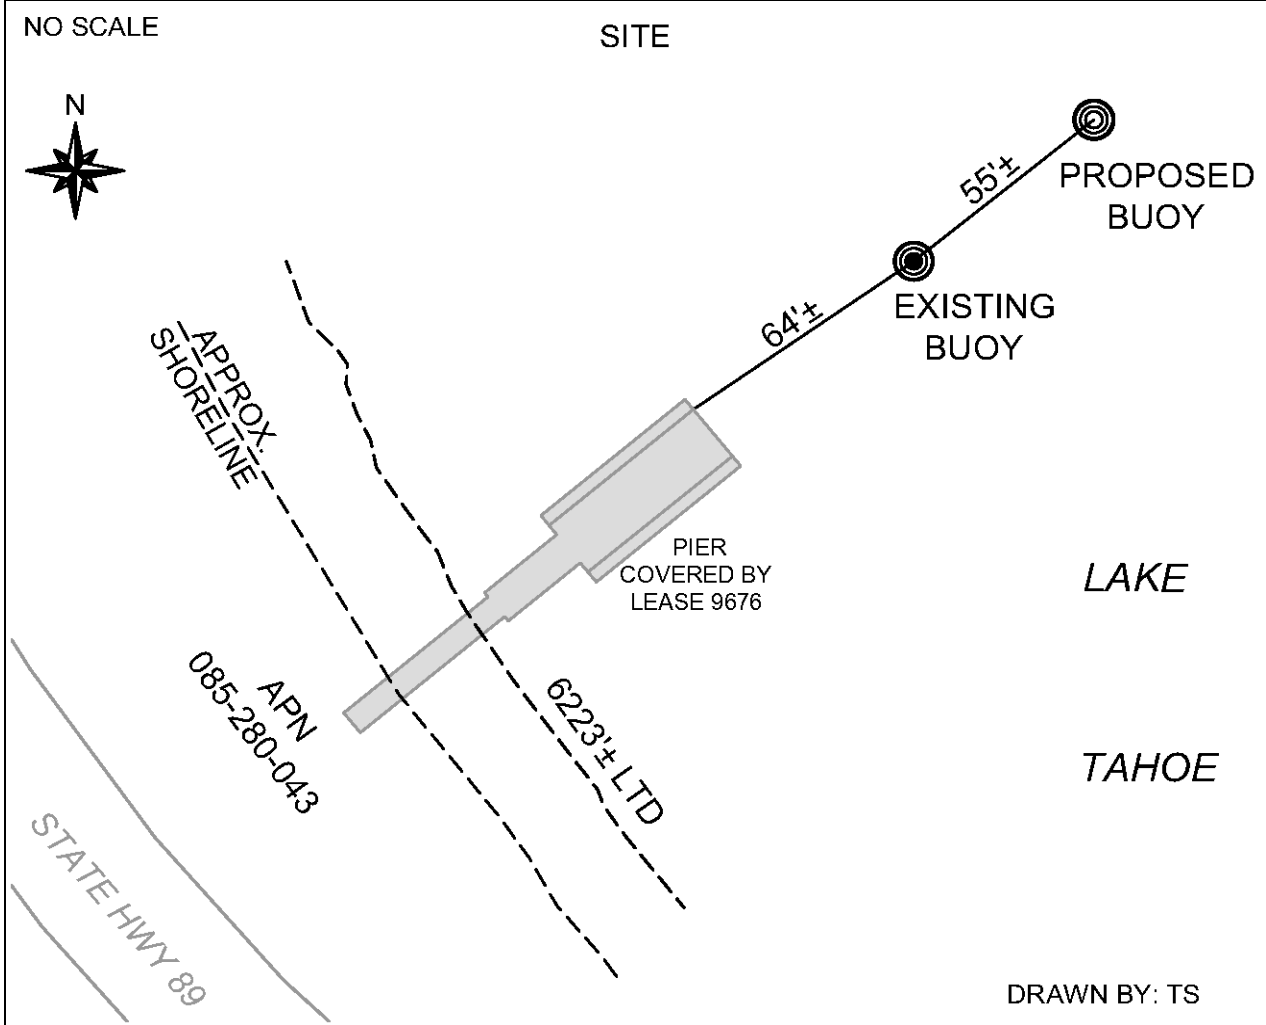 NO SCALE
SITE
N
55'±
PROPOSED
BUOY
64'±
EXISTING
BUOY
APPROX.
SHORELINE
PIER
COVERED BY
LEASE 9676
LAKE
APN
085-280-043
6223'± LTD
TAHOE
STATE HWY 89
DRAWN BY: TS